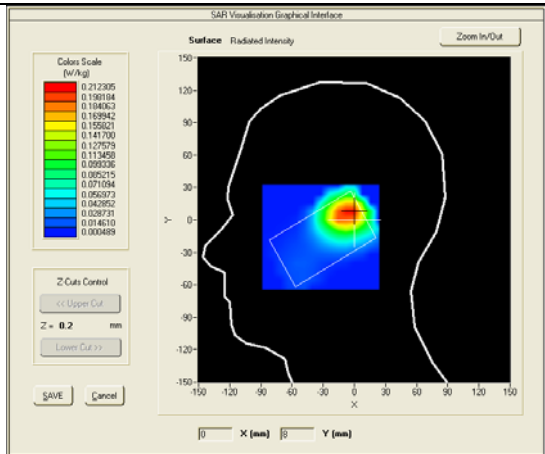 SAR Visualisation Graphical Interface
Surface Radiated Intensity
Zoom In/Out
Colors Scale
(W/kg)
0.212305
0.198184
0.184063
0.169942
0.155821
0.141700
0.127579
0.113458
0.099336
0.085215
0.071094
0.056973
0.042852
0.028731
0.014610
0.000489
Z Cuts Control
<< Upper Cut
Z = 0.2 mm
Lower Cut >>
SAVE Cancel
150
120
90
60
30
0
-30
-60
-90
-120
-150
Y
-150 -120 -90 -60 -30 0 30 60 90 120 150
X
0 X (mm) 8 Y (mm)